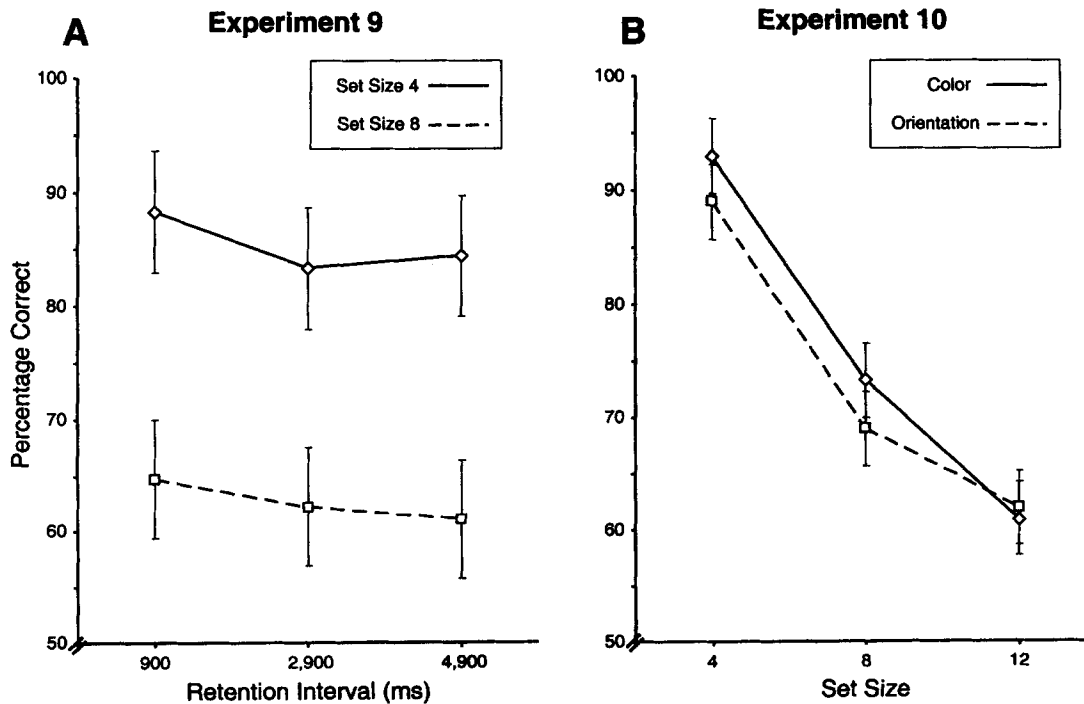 A
Experiment 9
Set Size 4
Set Size 8
100
90
80
70
60
50
Percentage Correct
900
2,900
4,900
Retention Interval (ms)
B
Experiment 10
Color
Orientation
100
90
80
70
60
50
4
8
12
Set Size